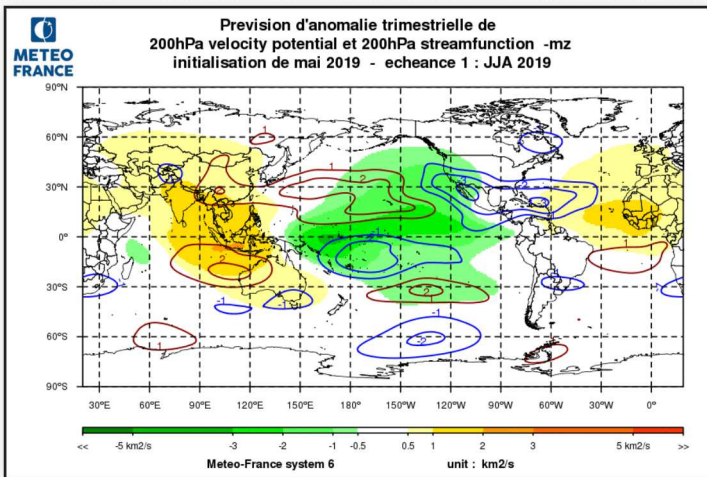 METEO
FRANCE
Prevision d'anomalie trimestrielle de
200hPa velocity potential et 200hPa streamfunction -mz
initialisation de mai 2019 - echeance 1 : JJA 2019
90°N
60°N
30°N
0°
30°S
60°S
90°S
30°E 60°E 90°E 120°E 150°E 180° 150°W 120°W 90°W 60°W 30°W 0°
<< -5 km2/s -3 -2 -1 -0.5 0.5 1 2 3 5 km2/s >>
Meteo-France system 6 unit : km2/s